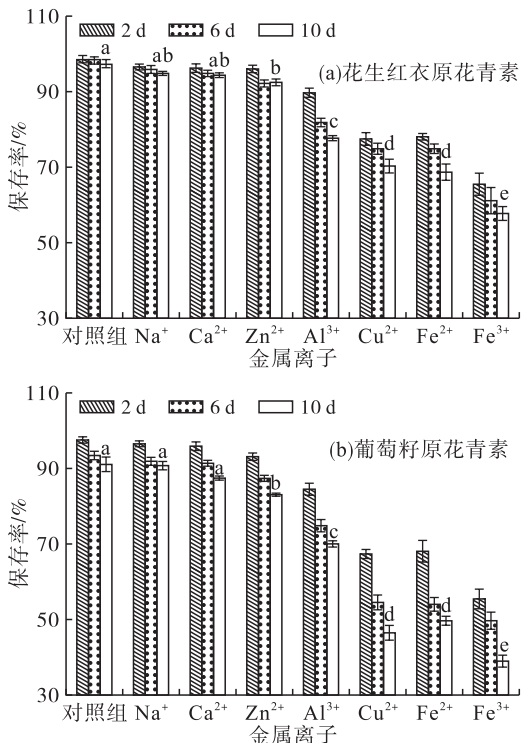 110
2 d 6 d 10 d
(a)花生红衣原花青素
a ab ab b c d d e
90
70
50
30
保存率/%
对照组 Na⁺ Ca²⁺ Zn²⁺ Al³⁺ Cu²⁺ Fe²⁺ Fe³⁺
金属离子
110
2 d 6 d 10 d
(b)葡萄籽原花青素
a a a b c d d e
90
70
50
30
保存率/%
对照组 Na⁺ Ca²⁺ Zn²⁺ Al³⁺ Cu²⁺ Fe²⁺ Fe³⁺
金属离子